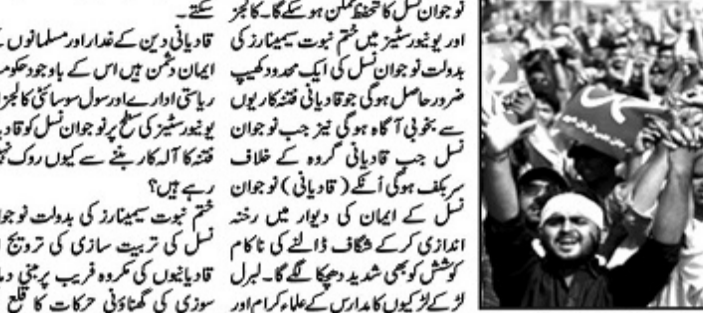 نوجوان نسل کا تحفظ ممکن ہو سکے گا۔ کالجز
اور یونیورسٹیز میں ختم نبوت سیمینارز کی
بدولت نوجوان نسل کی ایک محدود کھیپ
ضرور حاصل ہوگی جو قادیانی فتنہ کاریوں
سے بخوبی آگاہ ہوگی نیز جب نوجوان
نسل جب قادیانی گروہ کے خلاف
سربکف ہوگی اُنکے (قادیانی) نوجوان
نسل کے ایمان کی دیوار میں رخنہ
اندازی کرکے شگاف ڈالنے کی ناکام
کوشش کو بھی شدید دھچکا لگے گا۔ لبرل
لڑکے لڑکیوں کا مدارس کے علماء کرام اور
سکتے۔
قادیانی دین کے غدار اور مسلمانوں
ایمان دشمن ہیں اس کے باوجود
ریاستی ادارے اور سول سوسائٹی
یونیورسٹیز کی سطح پر نوجوان نسل کو
فتنہ کا آلہ کار بننے سے کیوں روک
رہے ہیں؟
ختم نبوت سیمینارز کی بدولت
نسل کی تربیت سازی کی ترویج
قادیانیوں کی مکروہ فریب پر مبنی
سوزی کی گھناؤنی حرکات کا قلع